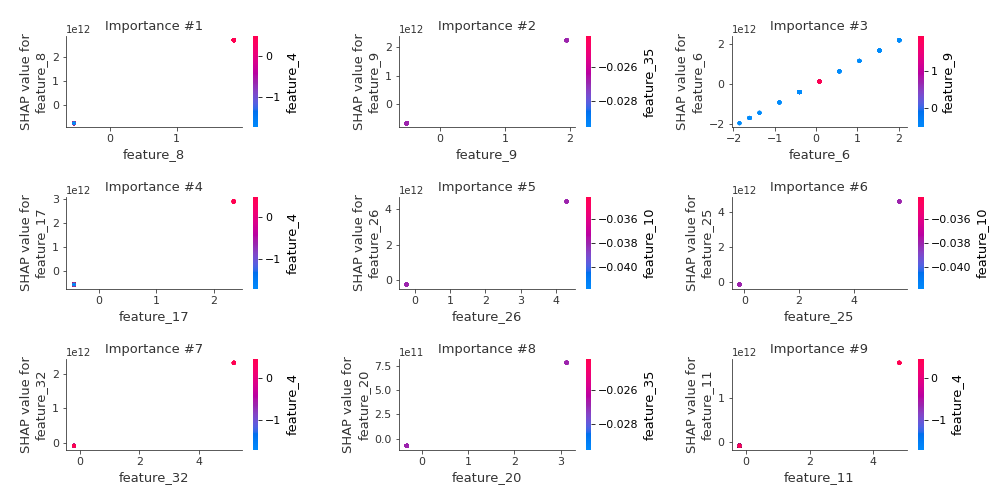 Importance #1
1e12
SHAP value for
feature_8
2
1
0
0
1
feature_8
0
−1
feature_4
Importance #2
1e12
SHAP value for
feature_9
2
1
0
0
1
2
feature_9
−0.026
−0.028
feature_35
Importance #3
1e12
SHAP value for
feature_6
2
0
−2
−2
−1
0
1
2
feature_6
1
0
feature_9
Importance #4
1e12
SHAP value for
feature_17
3
2
1
0
0
1
2
feature_17
0
−1
feature_4
Importance #5
1e12
SHAP value for
feature_26
4
2
0
0
1
2
3
4
feature_26
−0.036
−0.038
−0.040
feature_10
Importance #6
1e12
SHAP value for
feature_25
4
2
0
0
2
4
feature_25
−0.036
−0.038
−0.040
feature_10
Importance #7
1e12
SHAP value for
feature_32
2
1
0
0
2
4
feature_32
0
−1
feature_4
Importance #8
1e11
SHAP value for
feature_20
7.5
5.0
2.5
0.0
0
1
2
3
feature_20
−0.026
−0.028
feature_35
Importance #9
1e12
SHAP value for
feature_11
1
0
0
2
4
feature_11
0
−1
feature_4